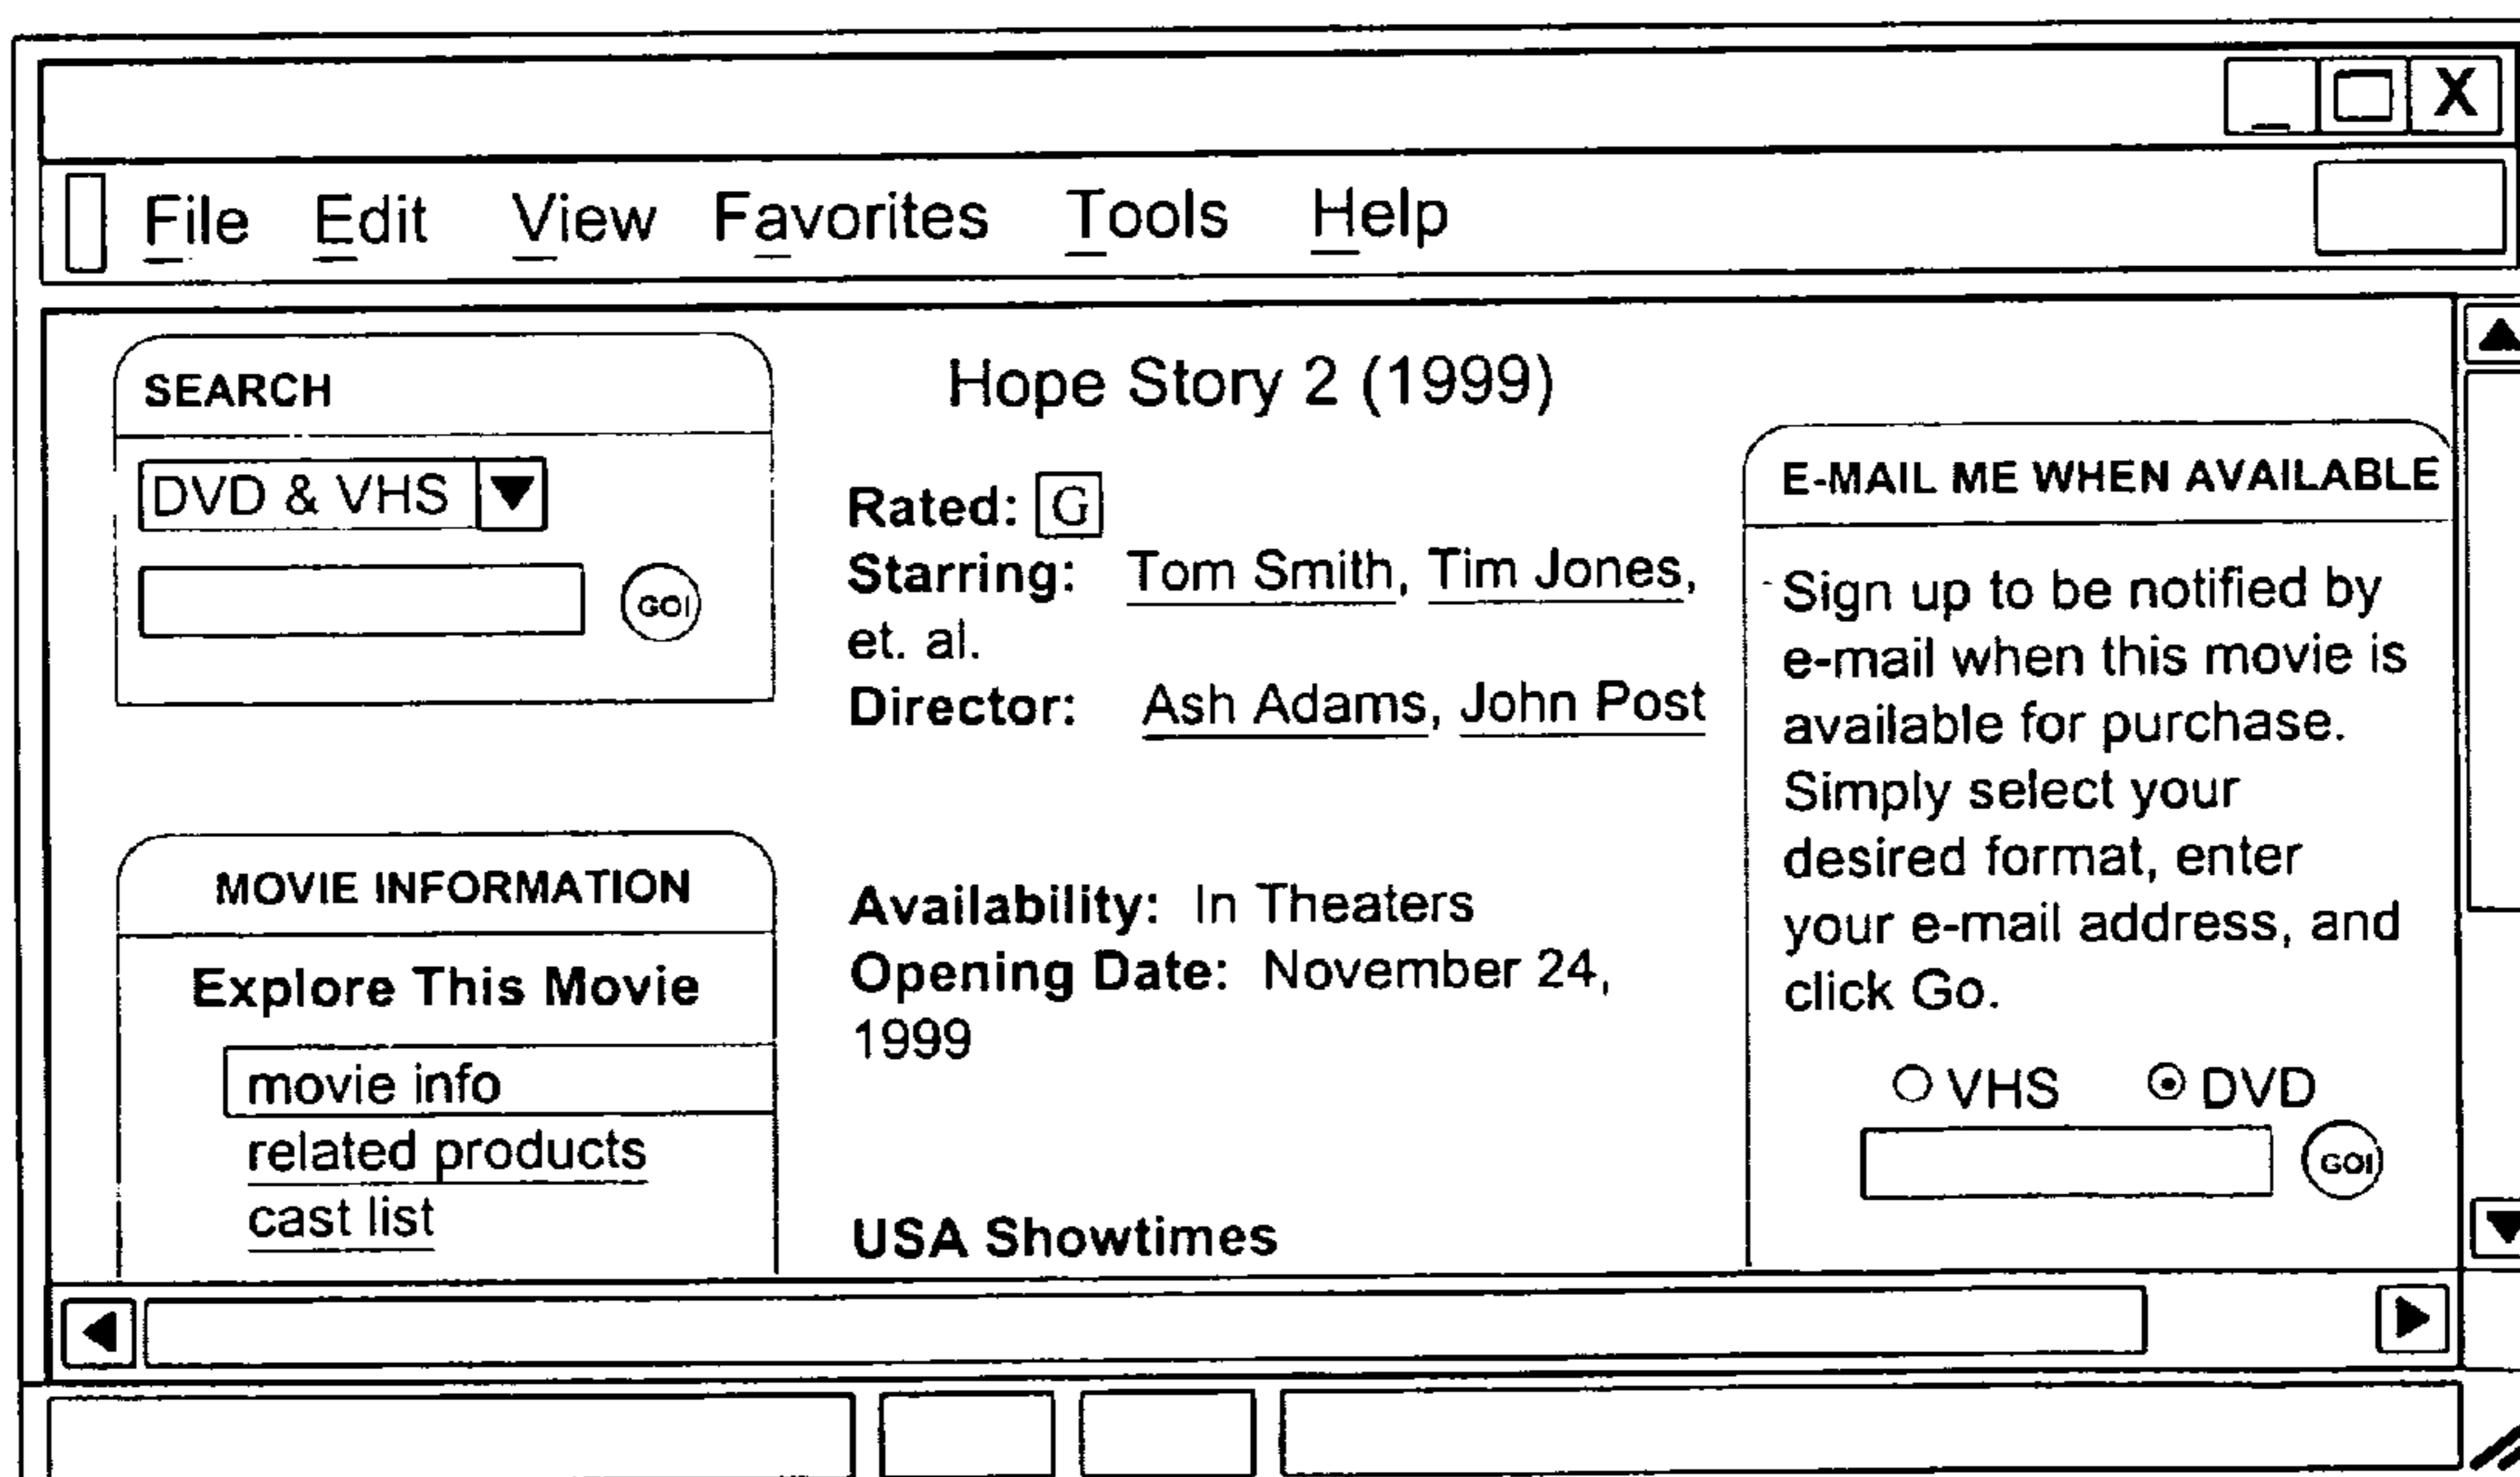 X
File Edit View Favorites Tools Help
SEARCH
DVD & VHS
GO!
MOVIE INFORMATION
Explore This Movie
movie info
related products
cast list
Hope Story 2 (1999)
Rated: G
Starring: Tom Smith, Tim Jones,
et. al.
Director: Ash Adams, John Post
Availability: In Theaters
Opening Date: November 24,
1999
USA Showtimes
E-MAIL ME WHEN AVAILABLE
Sign up to be notified by
e-mail when this movie is
available for purchase.
Simply select your
desired format, enter
your e-mail address, and
click Go.
VHS DVD
GO!